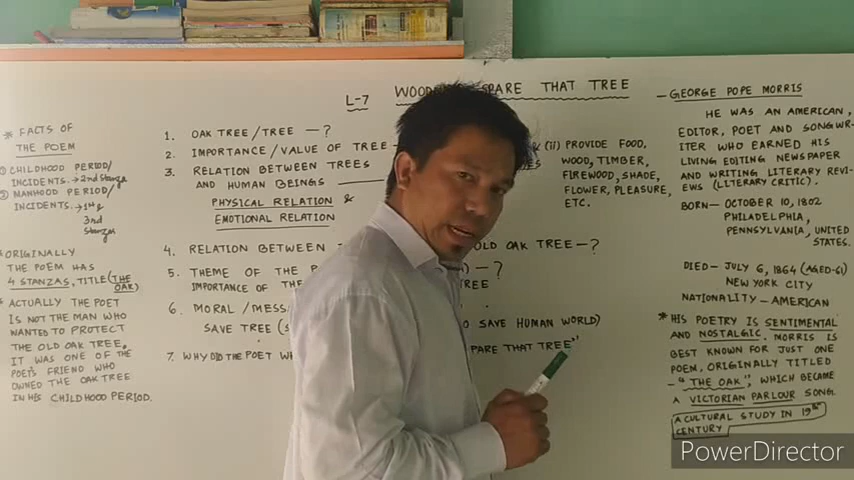 L-7 WOOD SPARE THAT TREE
* FACTS OF
THE POEM
① CHILDHOOD PERIOD/
INCIDENTS. → 2nd stanza
② MANHOOD PERIOD/
INCIDENTS. → 1st
3rd
stanzas
* ORIGINALLY
THE POEM HAS
4 STANZAS, TITLE (THE
OAK)
* ACTUALLY THE POET
IS NOT THE MAN WHO
WANTED TO PROTECT
THE OLD OAK TREE,
IT WAS ONE OF THE
POET'S FRIEND WHO
OWNED THE OAK TREE
IN HIS CHILDHOOD PERIOD.
1. OAK TREE/TREE —?
2. IMPORTANCE/VALUE OF TREE
3. RELATION BETWEEN TREES
AND HUMAN BEINGS
PHYSICAL RELATION &
EMOTIONAL RELATION
(ii) PROVIDE FOOD,
WOOD, TIMBER,
FIREWOOD, SHADE,
FLOWER, PLEASURE,
ETC.
4. RELATION BETWEEN OLD OAK TREE —?
5. THEME OF THE —?
IMPORTANCE OF THE TREE
6. MORAL/
SAVE TREE TO SAVE HUMAN WORLD)
7. WHY DID THE POET THAT TREE"
— GEORGE POPE MORRIS
HE WAS AN AMERICAN,
EDITOR, POET AND SONGWR-
ITER WHO EARNED HIS
LIVING EDITING NEWSPAPER
AND WRITING LITERARY REVI-
EWS (LITERARY CRITIC).
BORN — OCTOBER 10, 1802
PHILADELPHIA,
PENNSYLVANIA, UNITED
STATES.
DIED — JULY 6, 1864 (AGED-61)
NEW YORK CITY
NATIONALITY — AMERICAN
* HIS POETRY IS SENTIMENTAL
AND NOSTALGIC. MORRIS IS
BEST KNOWN FOR JUST ONE
POEM, ORIGINALLY TITLED
— "THE OAK", WHICH BECAME
A VICTORIAN PARLOUR SONG.
A CULTURAL STUDY IN 19th
CENTURY
PowerDirector